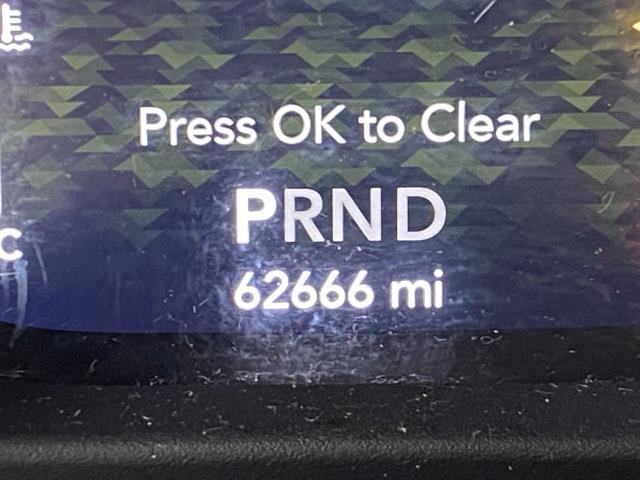 Press OK to Clear
PRND
C
62666 mi